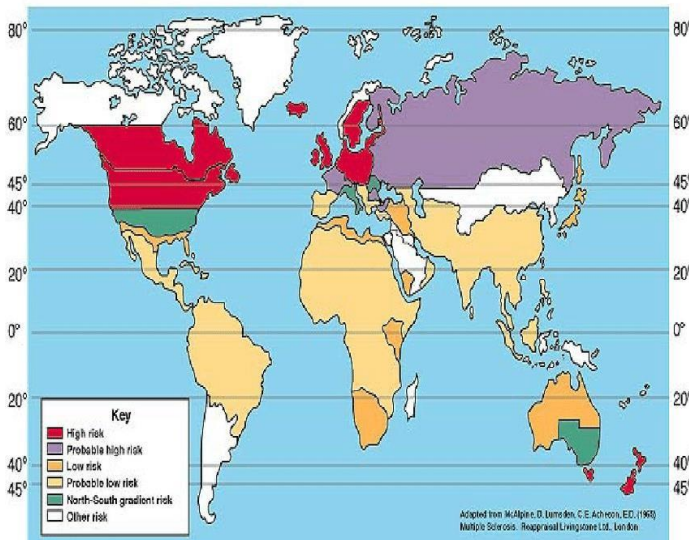 80° 80°
60° 60°
45° 45°
40° 40°
20° 20°
0° 0°
20° 20°
40° 40°
45° 45°
Key
High risk
Probable high risk
Low risk
Probable low risk
North-South gradient risk
Other risk
Adapted from McAlpine, D. Lumsden, C.E. Acheson, E.D. (1965)
Multiple Sclerosis. Reappraisal Livingstone Ltd., London.